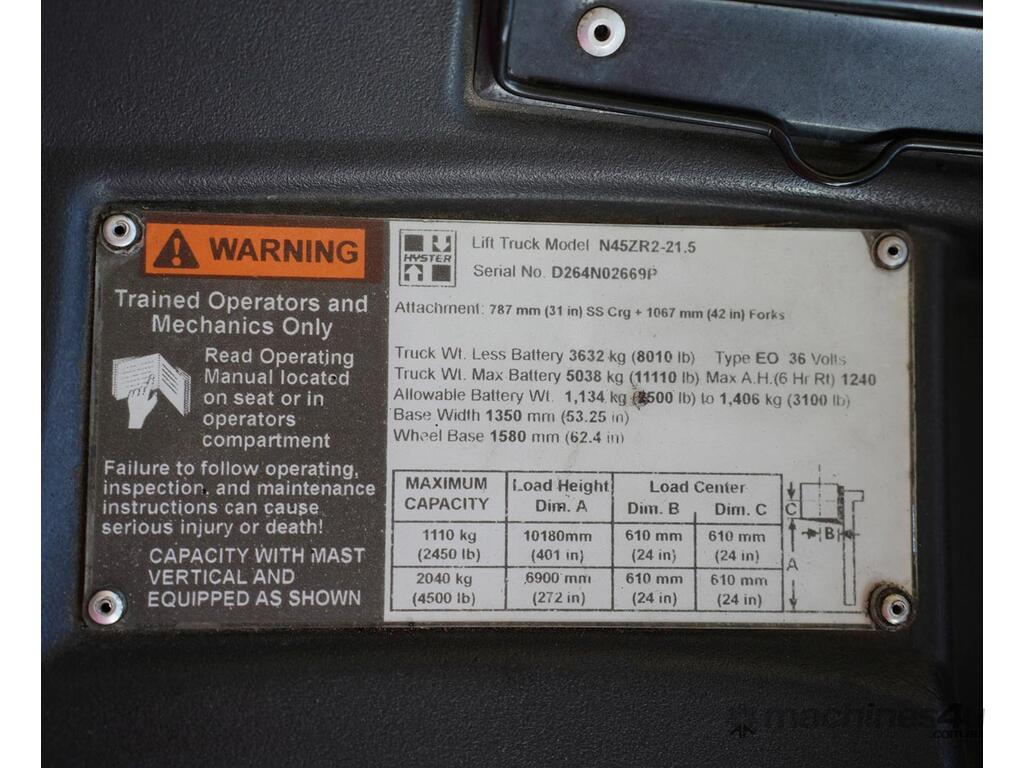 WARNING
Trained Operators and
Mechanics Only
Read Operating
Manual located
on seat or in
operators
compartment
Failure to follow operating,
inspection, and maintenance
instructions can cause
serious injury or death!
CAPACITY WITH MAST
VERTICAL AND
EQUIPPED AS SHOWN
HYSTER
Lift Truck Model N45ZR2-21.5
Serial No. D264N02669P
Attachment: 787 mm (31 in) SS Crg + 1067 mm (42 in) Forks
Truck Wt. Less Battery 3632 kg (8010 lb) Type EO 36 Volts
Truck Wt. Max Battery 5038 kg (11110 lb) Max A.H.(6 Hr Rt) 1240
Allowable Battery Wt. 1,134 kg (2500 lb) to 1,406 kg (3100 lb)
Base Width 1350 mm (53.25 in)
Wheel Base 1580 mm (62.4 in)
MAXIMUM CAPACITY Load Height Dim. A Load Center Dim. B Dim. C
1110 kg 10180mm 610 mm 610 mm
(2450 lb) (401 in) (24 in) (24 in)
2040 kg 6900 mm 610 mm 610 mm
(4500 lb) (272 in) (24 in) (24 in)
C
B
A
machines4u
.com.au